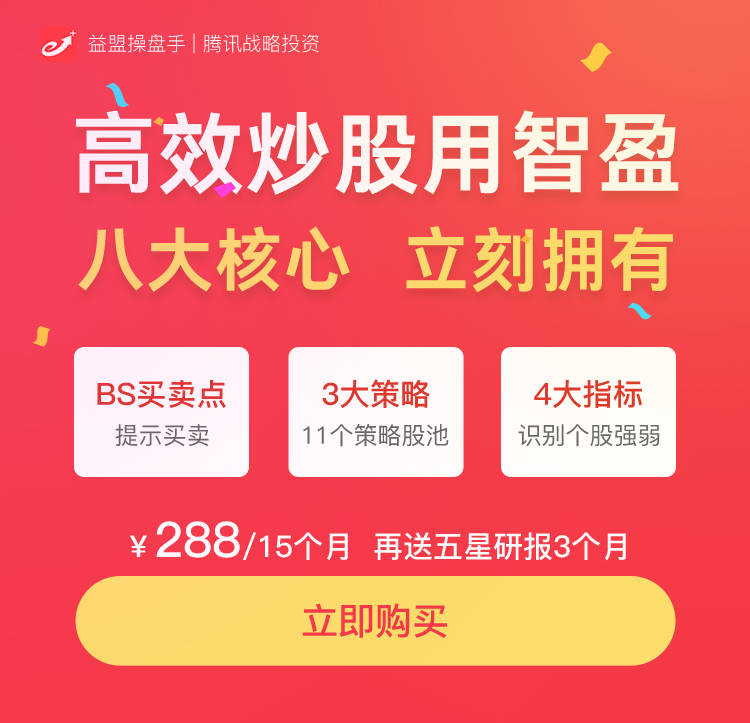 益盟操盘手 | 腾讯战略投资
高效炒股用智盈
八大核心 立刻拥有
BS买卖点
提示买卖
3大策略
11个策略股池
4大指标
识别个股强弱
¥288/15个月 再送五星研报3个月
立即购买